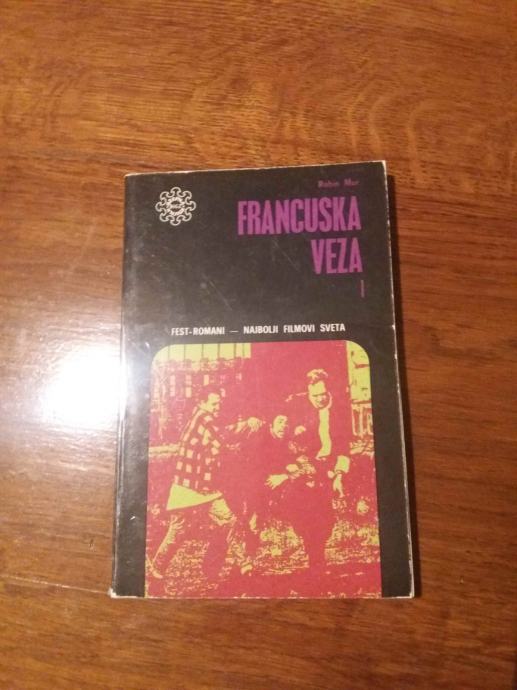 Robin Mur
FRANCUSKA
VEZA
I
FEST-ROMANI — NAJBOLJI FILMOVI SVETA